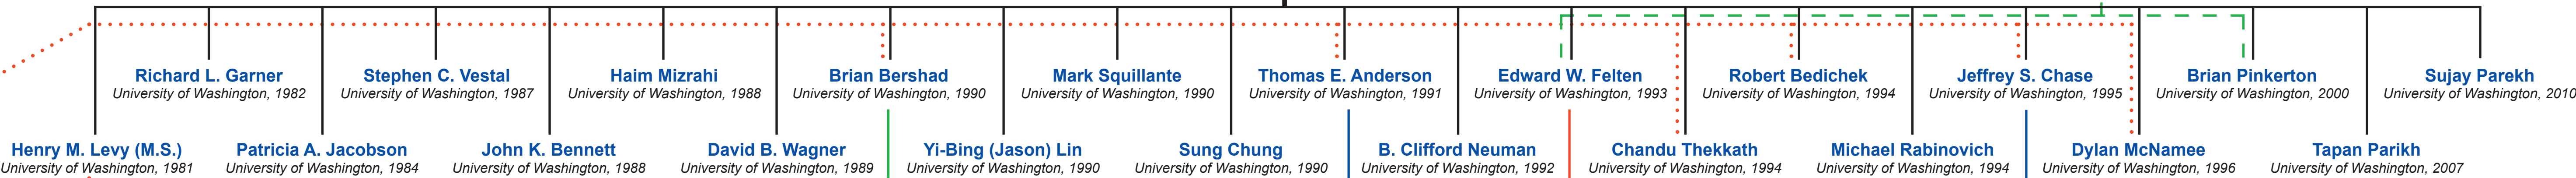 Richard L. Garner
University of Washington, 1982
Stephen C. Vestal
University of Washington, 1987
Haim Mizrahi
University of Washington, 1988
Brian Bershad
University of Washington, 1990
Mark Squillante
University of Washington, 1990
Thomas E. Anderson
University of Washington, 1991
Edward W. Felten
University of Washington, 1993
Robert Bedichek
University of Washington, 1994
Jeffrey S. Chase
University of Washington, 1995
Brian Pinkerton
University of Washington, 2000
Sujay Parekh
University of Washington, 2010
Henry M. Levy (M.S.)
University of Washington, 1981
Patricia A. Jacobson
University of Washington, 1984
John K. Bennett
University of Washington, 1988
David B. Wagner
University of Washington, 1989
Yi-Bing (Jason) Lin
University of Washington, 1990
Sung Chung
University of Washington, 1990
B. Clifford Neuman
University of Washington, 1992
Chandu Thekkath
University of Washington, 1994
Michael Rabinovich
University of Washington, 1994
Dylan McNamee
University of Washington, 1996
Tapan Parikh
University of Washington, 2007